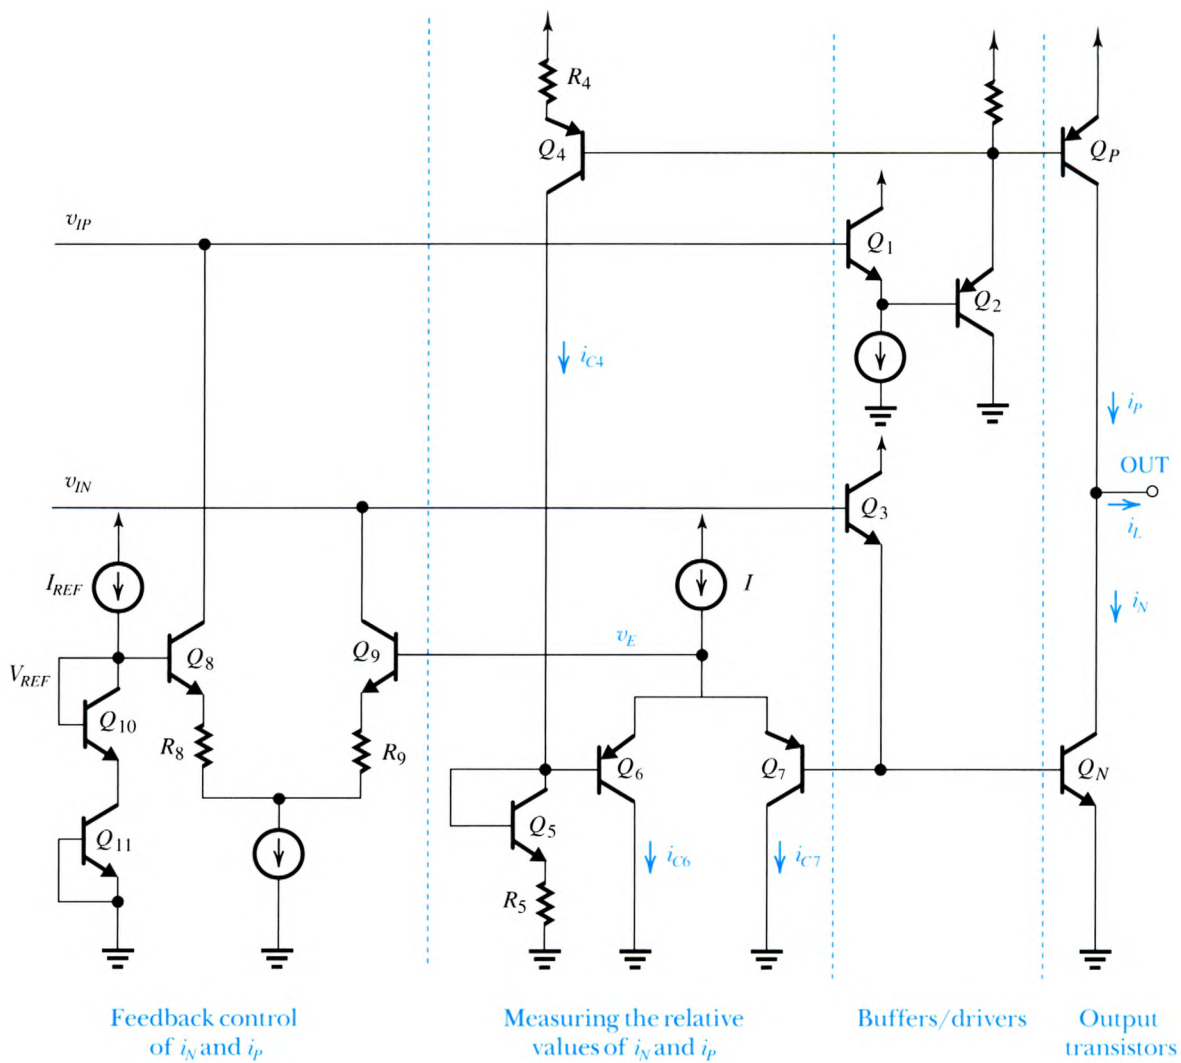 R4
Q4
QP
vIP
Q1
Q2
iC4
iP
OUT
vIN
Q3
iL
IREF
I
iN
vE
Q8
Q9
VREF
Q10
R8
R9
Q6
Q7
QN
Q5
Q11
iC6
iC7
R5
Feedback control
of iN and iP
Measuring the relative
values of iN and iP
Buffers/drivers
Output
transistors